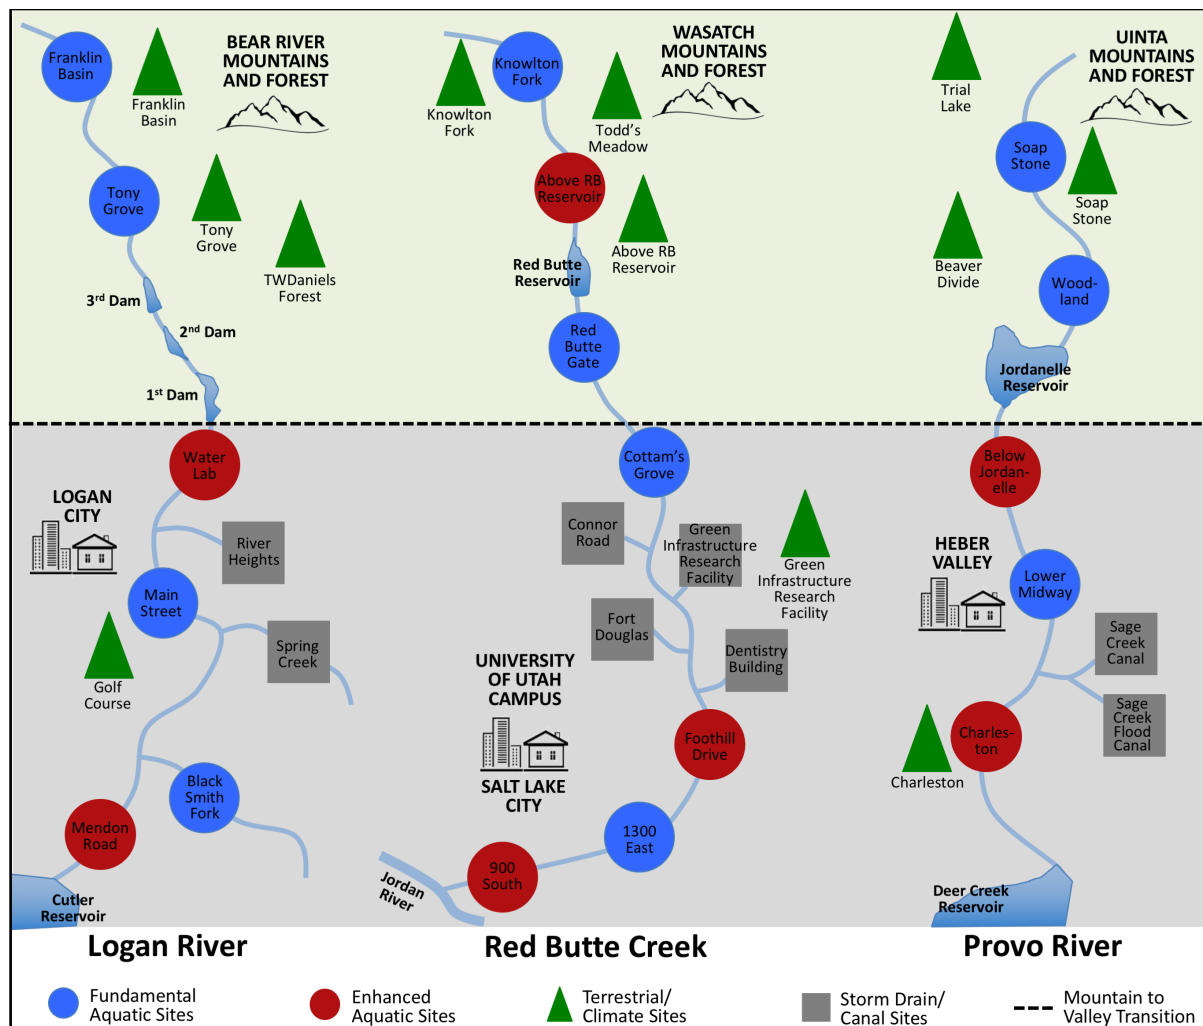 BEAR RIVER
MOUNTAINS
AND FOREST
Franklin
Basin
Franklin
Basin
Tony
Grove
Tony
Grove
TWDaniels
Forest
3rd Dam
2nd Dam
1st Dam
Water
Lab
LOGAN
CITY
River
Heights
Main
Street
Spring
Creek
Golf
Course
Black
Smith
Fork
Mendon
Road
Cutler
Reservoir
Logan River
WASATCH
MOUNTAINS
AND FOREST
Knowlton
Fork
Knowlton
Fork
Todd's
Meadow
Above RB
Reservoir
Above RB
Reservoir
Red Butte
Reservoir
Red
Butte
Gate
Cottam's
Grove
Connor
Road
Green
Infrastructure
Research
Facility
Green
Infrastructure
Research
Facility
Fort
Douglas
Dentistry
Building
UNIVERSITY
OF UTAH
CAMPUS
SALT LAKE
CITY
Foothill
Drive
1300
East
900
South
Jordan
River
Red Butte Creek
UINTA
MOUNTAINS
AND FOREST
Trial
Lake
Soap
Stone
Soap
Stone
Beaver
Divide
Wood-
land
Jordanelle
Reservoir
Below
Jordan-
elle
HEBER
VALLEY
Lower
Midway
Sage
Creek
Canal
Sage
Creek
Flood
Canal
Charles-
ton
Charleston
Deer Creek
Reservoir
Provo River
Fundamental
Aquatic Sites
Enhanced
Aquatic Sites
Terrestrial/
Climate Sites
Storm Drain/
Canal Sites
Mountain to
Valley Transition